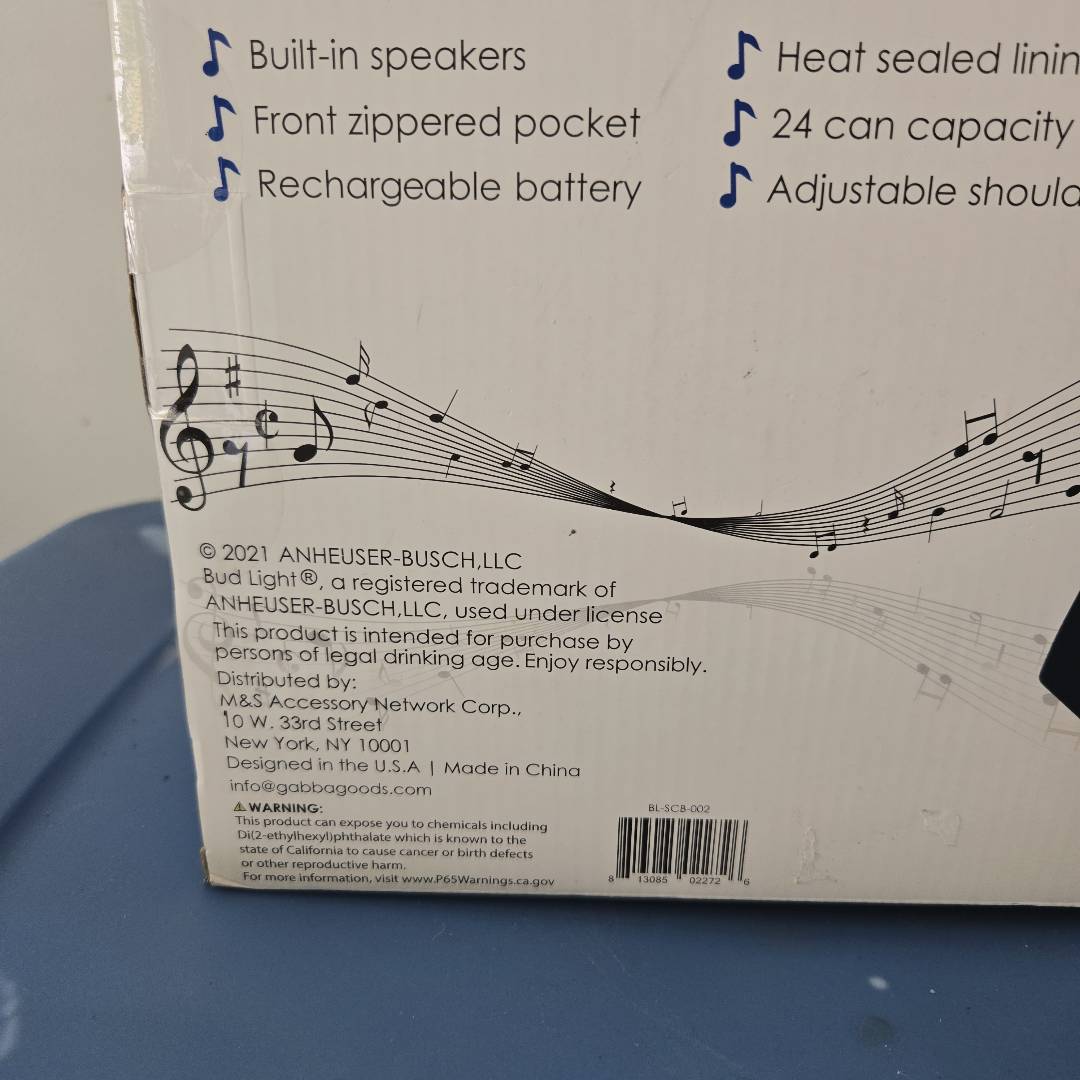 Built-in speakers
Front zippered pocket
Rechargeable battery
Heat sealed linin
24 can capacity
Adjustable should
© 2021 ANHEUSER-BUSCH,LLC
Bud Light®, a registered trademark of
ANHEUSER-BUSCH,LLC, used under license
This product is intended for purchase by
persons of legal drinking age. Enjoy responsibly.
Distributed by:
M&S Accessory Network Corp.,
10 W. 33rd Street
New York, NY 10001
Designed in the U.S.A | Made in China
info@gabbagoods.com
⚠WARNING:
This product can expose you to chemicals including
Di(2-ethylhexyl)phthalate which is known to the
state of California to cause cancer or birth defects
or other reproductive harm.
For more information, visit www.P65Warnings.ca.gov
BL-SCB-002
8 13085 02272 6